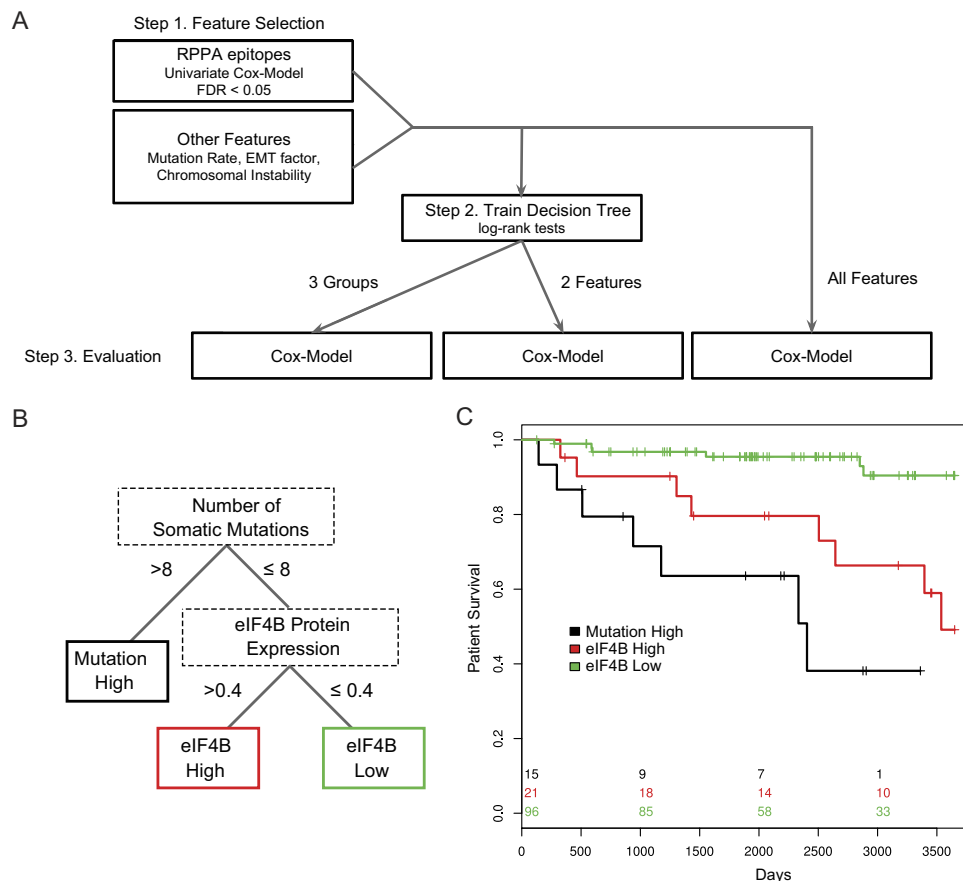 A
Step 1. Feature Selection
RPPA epitopes
Univariate Cox-Model
FDR < 0.05
Other Features
Mutation Rate, EMT factor,
Chromosomal Instability
Step 2. Train Decision Tree
log-rank tests
3 Groups
2 Features
All Features
Step 3. Evaluation
Cox-Model
Cox-Model
Cox-Model
B
Number of
Somatic Mutations
>8
≤ 8
Mutation
High
eIF4B Protein
Expression
>0.4
≤ 0.4
eIF4B
High
eIF4B
Low
C
Patient Survival
1.0
0.8
0.6
0.4
0.2
0.0
Mutation High
eIF4B High
eIF4B Low
15 9 7 1
21 18 14 10
96 85 58 33
0 500 1000 1500 2000 2500 3000 3500
Days